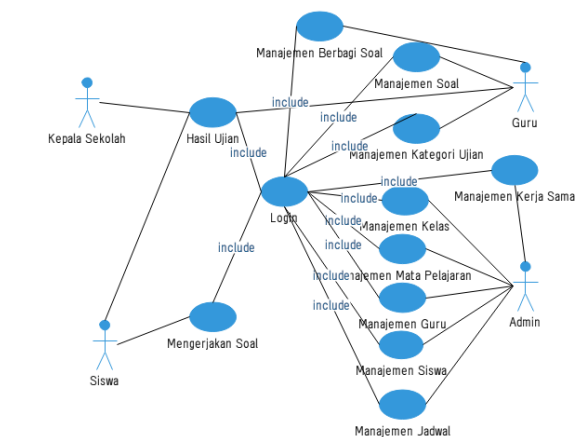 Manajemen Berbagi Soal
Manajemen Soal
include
Kepala Sekolah
Hasil Ujian
include
Guru
include
include
Manajemen Kategori Ujian
include
Manajemen Kerja Sama
include
Login
include
Manajemen Kelas
include
include
include
najemen Mata Pelajaran
include
Manajemen Guru
Admin
Mengerjakan Soal
Siswa
Manajemen Siswa
Manajemen Jadwal